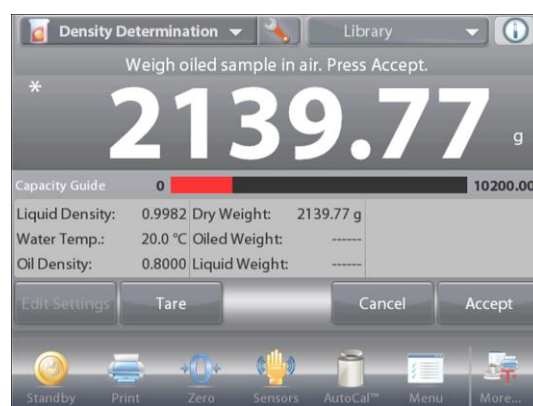 Density Determination Library
Weigh oiled sample in air. Press Accept.
* 2139.77 g
Capacity Guide 0 10200.00
Liquid Density: 0.9982 Dry Weight: 2139.77 g
Water Temp.: 20.0 °C Oiled Weight: ------
Oil Density: 0.8000 Liquid Weight: ------
Edit Settings Tare Cancel Accept
Standby Print Zero Sensors AutoCal™ Menu More...